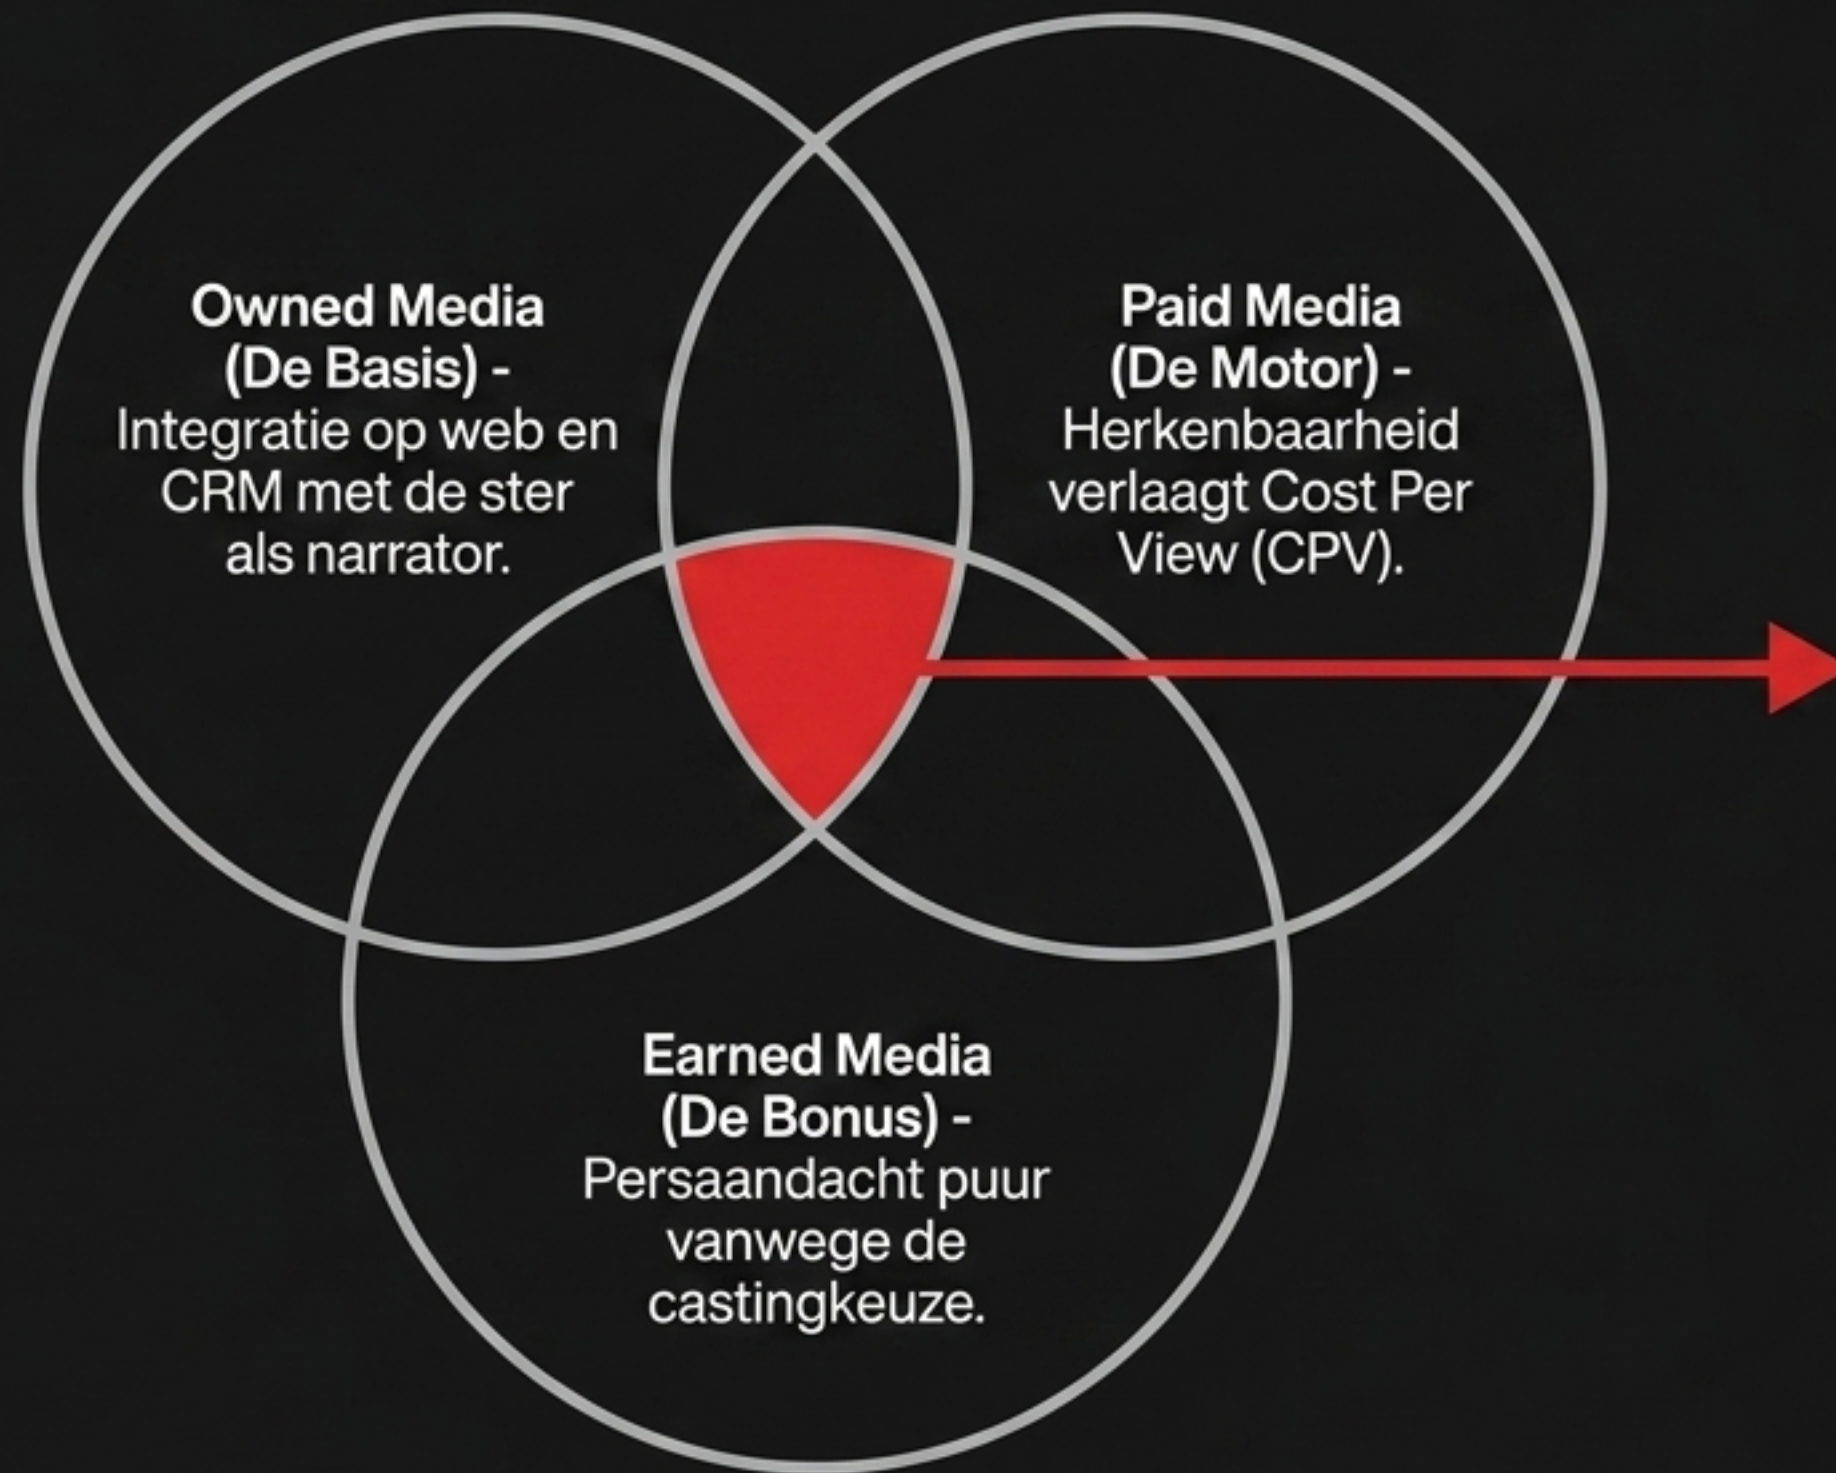 Owned Media
(De Basis) -
Integratie op web en
CRM met de ster
als narrator.
Paid Media
(De Motor) -
Herkenbaarheid
verlaagt Cost Per
View (CPV).
Earned Media
(De Bonus) -
Persaandacht puur
vanwege de
castingkeuze.